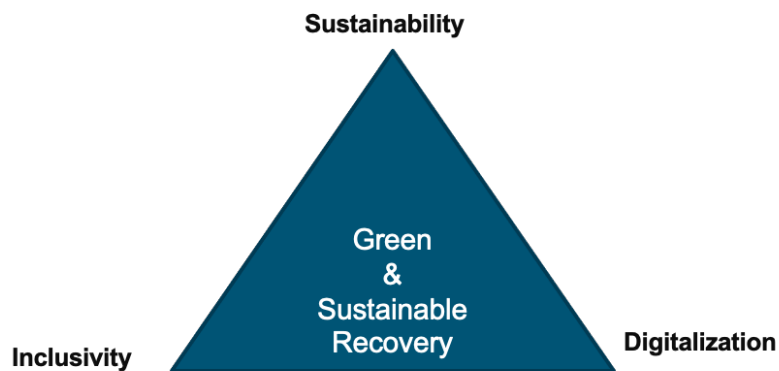 Sustainability
Green
&
Sustainable
Recovery
Inclusivity
Digitalization